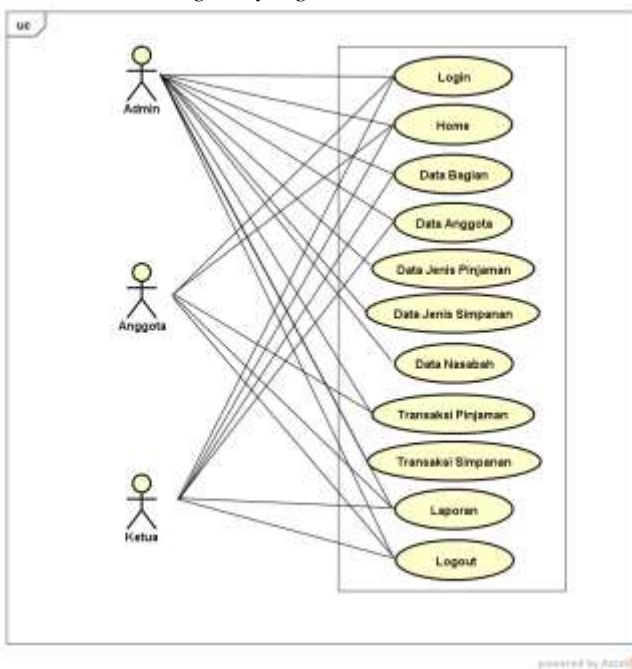 uc
Admin
Anggota
Ketua
Login
Home
Data Bagian
Data Anggota
Data Jenis Pinjaman
Data Jenis Simpanan
Data Nasabah
Transaksi Pinjaman
Transaksi Simpanan
Laporan
Logout
powered by